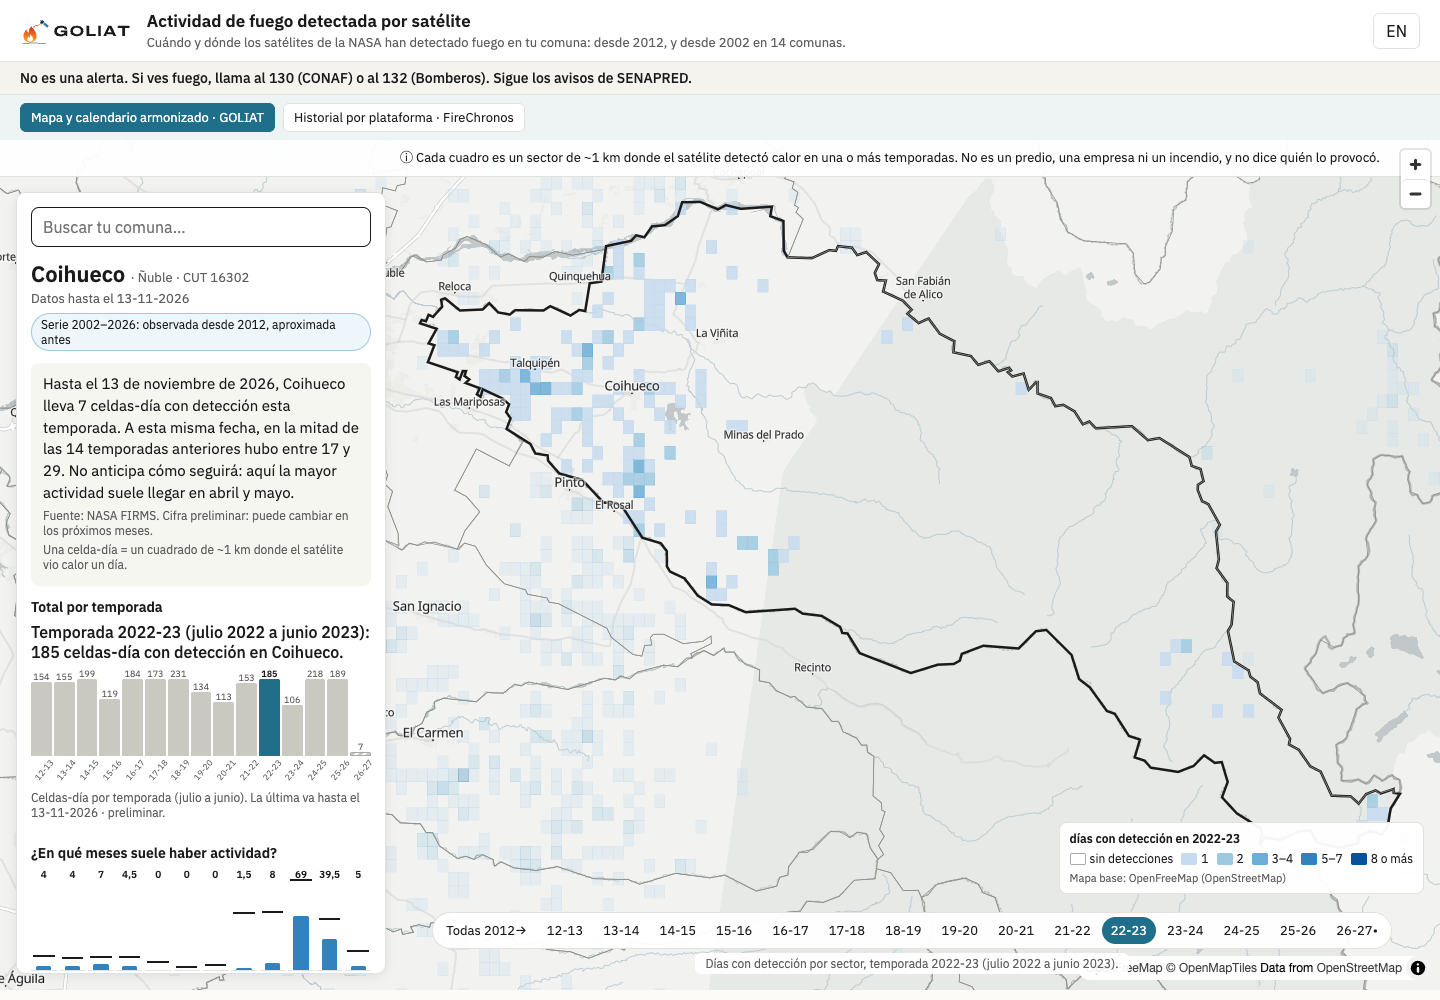 GOLIAT
Actividad de fuego detectada por satélite
Cuándo y dónde los satélites de la NASA han detectado fuego en tu comuna: desde 2012, y desde 2002 en 14 comunas.
EN
No es una alerta. Si ves fuego, llama al 130 (CONAF) o al 132 (Bomberos). Sigue los avisos de SENAPRED.
Mapa y calendario armonizado · GOLIAT
Historial por plataforma · FireChronos
ⓘ Cada cuadro es un sector de ~1 km donde el satélite detectó calor en una o más temporadas. No es un predio, una empresa ni un incendio, y no dice quién lo provocó.
Buscar tu comuna...
Coihueco · Ñuble · CUT 16302
Datos hasta el 13-11-2026
Serie 2002–2026: observada desde 2012, aproximada
antes
Hasta el 13 de noviembre de 2026, Coihueco
lleva 7 celdas-día con detección esta
temporada. A esta misma fecha, en la mitad de
las 14 temporadas anteriores hubo entre 17 y
29. No anticipa cómo seguirá: aquí la mayor
actividad suele llegar en abril y mayo.
Fuente: NASA FIRMS. Cifra preliminar: puede cambiar en
los próximos meses.
Una celda-día = un cuadrado de ~1 km donde el satélite
vio calor un día.
Total por temporada
Temporada 2022-23 (julio 2022 a junio 2023):
185 celdas-día con detección en Coihueco.
154 155 199 119 184 173 231 134 113 153 185 106 218 189 7
12-13 13-14 14-15 15-16 16-17 17-18 18-19 19-20 20-21 21-22 22-23 23-24 24-25 25-26 26-27
Celdas-día por temporada (julio a junio). La última va hasta el
13-11-2026 · preliminar.
¿En qué meses suele haber actividad?
4 4 7 4,5 0 0 0 1,5 8 69 39,5 5
Quinquehua
Reloca
San Fabián
de Alico
La Viñita
Talquipén
Coihueco
Las Mariposas
Minas del Prado
Pinto
El Rosal
San Ignacio
Recinto
El Carmen
e Águila
días con detección en 2022-23
sin detecciones 1 2 3–4 5–7 8 o más
Mapa base: OpenFreeMap (OpenStreetMap)
Todas 2012→ 12-13 13-14 14-15 15-16 16-17 17-18 18-19 19-20 20-21 21-22 22-23 23-24 24-25 25-26 26-27•
Días con detección por sector, temporada 2022-23 (julio 2022 a junio 2023).
eeMap © OpenMapTiles Data from OpenStreetMap